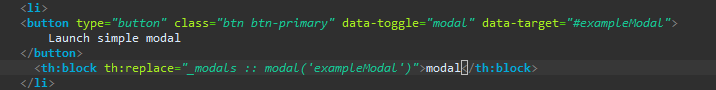 <li>
<button type="button" class="btn btn-primary" data-toggle="modal" data-target="#exampleModal">
Launch simple modal
</button>
<th:block th:replace="_modals :: modal('exampleModal')">modal</th:block>
</li>